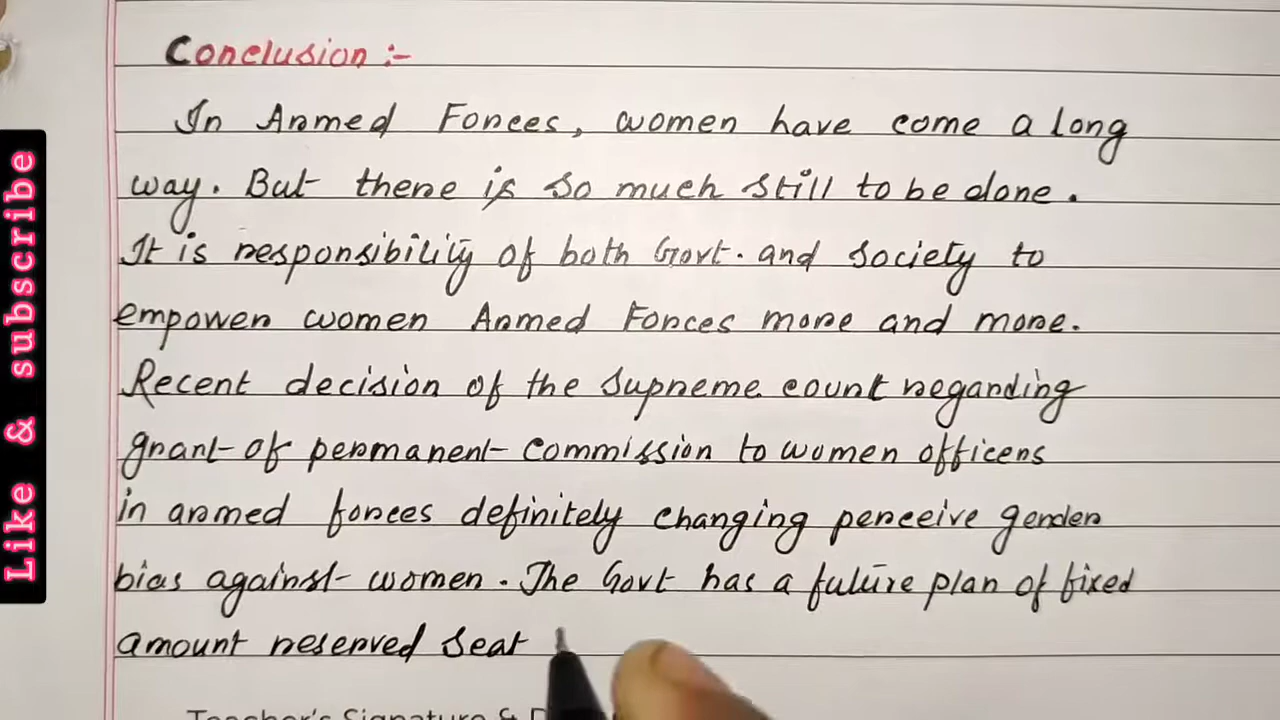 Conclusion :-
In Armed Forces, women have come a long
way. But there is so much still to be done.
It is responsibility of both Govt. and society to
empower women Armed Forces more and more.
Recent decision of the Supreme court regarding
grant of permanent commission to women officers
in armed forces definitely changing perceive gender
bias against women. The Govt has a future plan of fixed
amount reserved seat
Teacher's Signature &
Like & subscribe